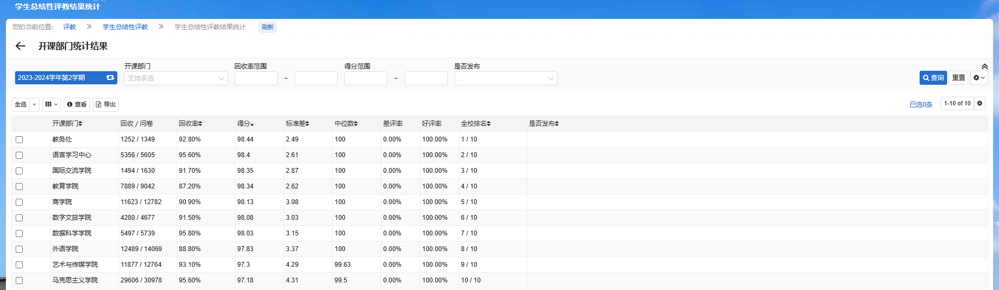 学生总结性评教结果统计
您的当前位置： 评教 学生总结性评教 学生总结性评教结果统计 刷新
开课部门统计结果
开课部门 回收率范围 得分范围 是否发布
2023-2024学年第2学期 支持多选 ~ ~ ... 查询 重置
全选 查看 导出 已选0条 1-10 of 10
开课部门 回收 / 问卷 回收率 得分 标准差 中位数 差评率 好评率 全校排名 是否发布
教务处 1252 / 1349 92.80% 98.44 2.49 100 0.00% 100.00% 1 / 10
语言学习中心 5356 / 5605 95.60% 98.4 2.61 100 0.00% 100.00% 2 / 10
国际交流学院 1494 / 1630 91.70% 98.35 2.87 100 0.00% 100.00% 3 / 10
教育学院 7889 / 9042 87.20% 98.34 2.62 100 0.00% 100.00% 4 / 10
商学院 11623 / 12782 90.90% 98.13 3.08 100 0.00% 100.00% 5 / 10
数字文旅学院 4280 / 4677 91.50% 98.08 3.03 100 0.00% 100.00% 6 / 10
数据科学学院 5497 / 5739 95.80% 98.03 3.15 100 0.00% 100.00% 7 / 10
外语学院 12489 / 14069 88.80% 97.83 3.37 100 0.00% 100.00% 8 / 10
艺术与传媒学院 11877 / 12764 93.10% 97.3 4.29 99.63 0.00% 100.00% 9 / 10
马克思主义学院 29606 / 30978 95.60% 97.18 4.31 99.5 0.00% 100.00% 10 / 10